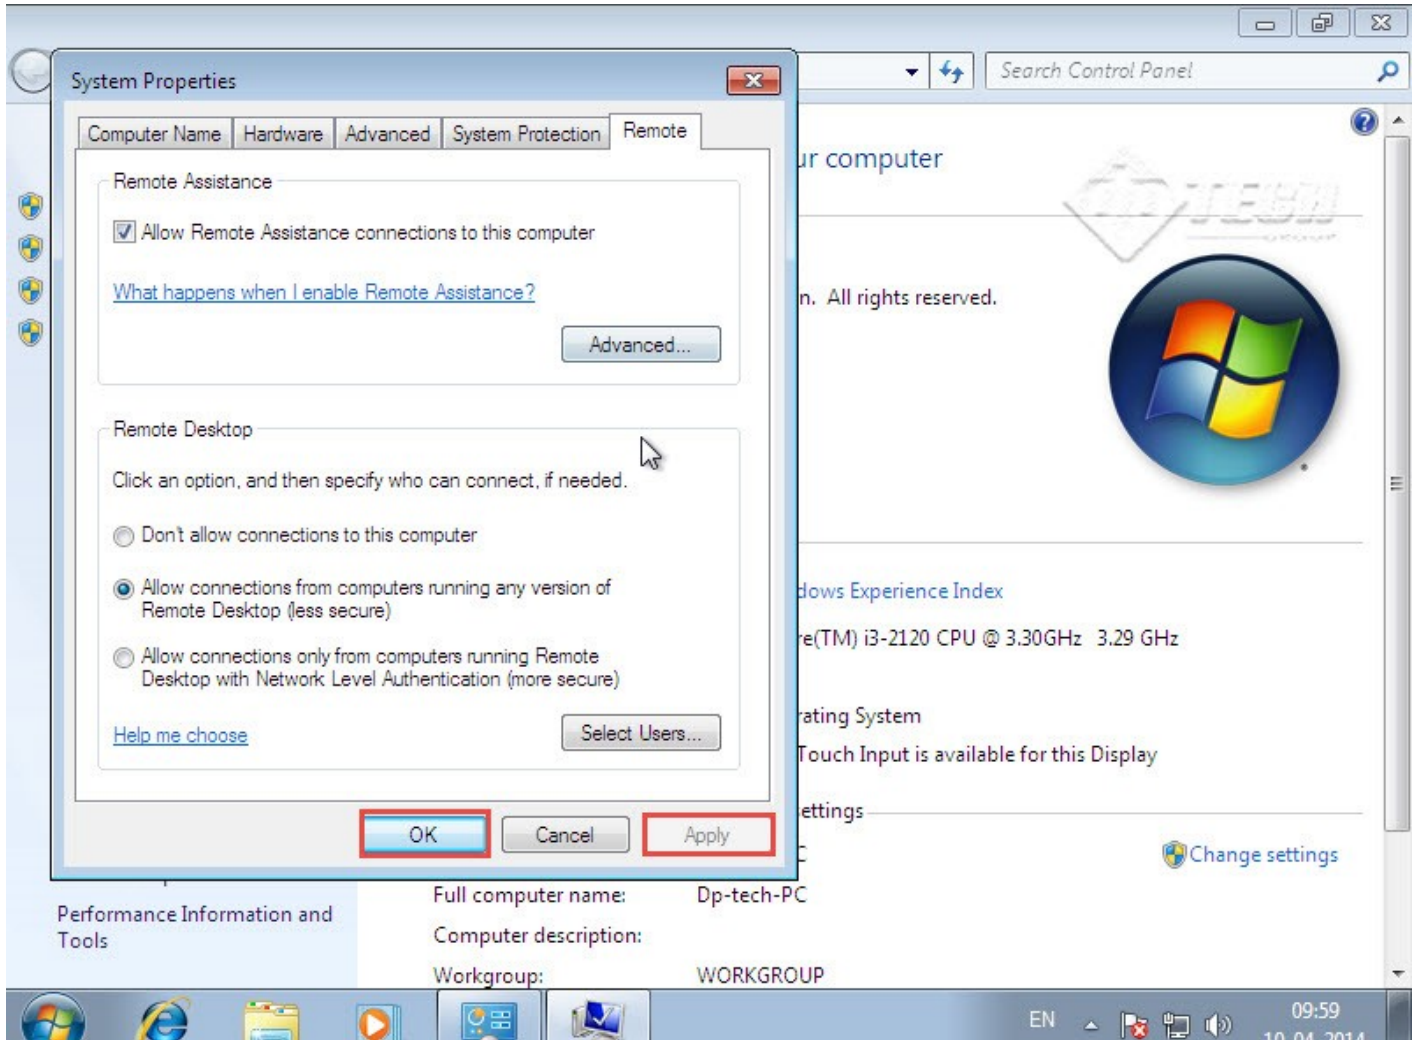 Search Control Panel
System Properties
Computer Name Hardware Advanced System Protection Remote
Remote Assistance
Allow Remote Assistance connections to this computer
What happens when I enable Remote Assistance?
Advanced...
Remote Desktop
Click an option, and then specify who can connect, if needed.
Don't allow connections to this computer
Allow connections from computers running any version of
Remote Desktop (less secure)
Allow connections only from computers running Remote
Desktop with Network Level Authentication (more secure)
Help me choose
Select Users...
OK Cancel Apply
ur computer
TECH
n. All rights reserved.
dows Experience Index
re(TM) i3-2120 CPU @ 3.30GHz 3.29 GHz
rating System
Touch Input is available for this Display
ettings
C
Change settings
Full computer name: Dp-tech-PC
Computer description:
Workgroup: WORKGROUP
Performance Information and
Tools
EN
09:59
10-04-2014